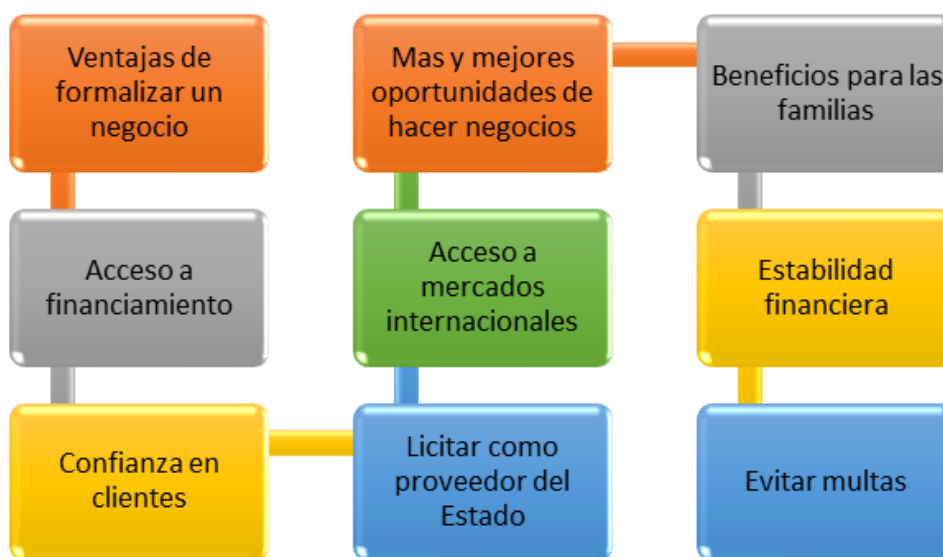 Ventajas de
formalizar un
negocio
Acceso a
financiamiento
Confianza en
clientes
Licitar como
proveedor del
Estado
Acceso a
mercados
internacionales
Mas y mejores
oportunidades de
hacer negocios
Beneficios para las
familias
Estabilidad
financiera
Evitar multas